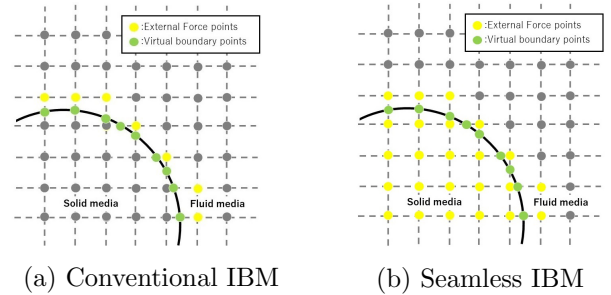 :External Force points
:Virtual boundary points
Solid media
Fluid media
(a) Conventional IBM
:External Force points
:Virtual boundary points
Solid media
Fluid media
(b) Seamless IBM